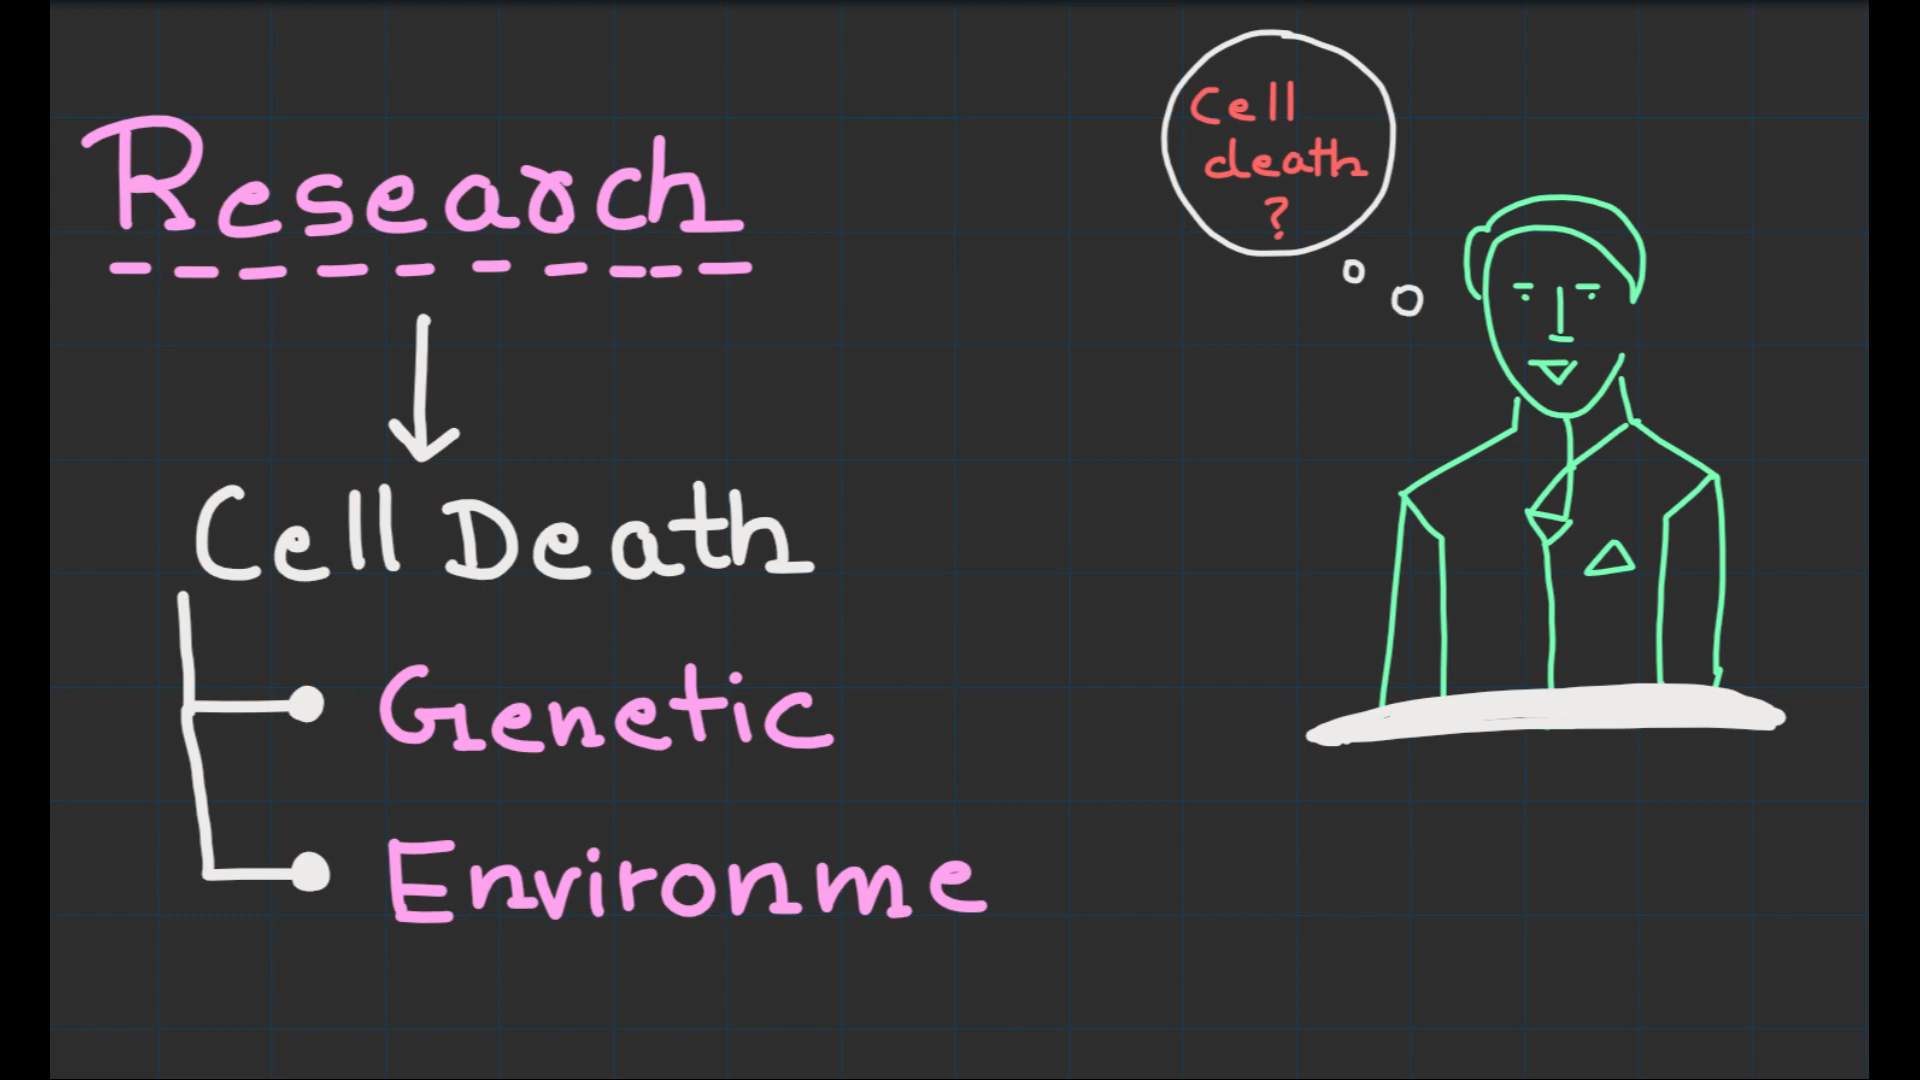 Research
Cell Death
Genetic
Environme
Cell
death
?